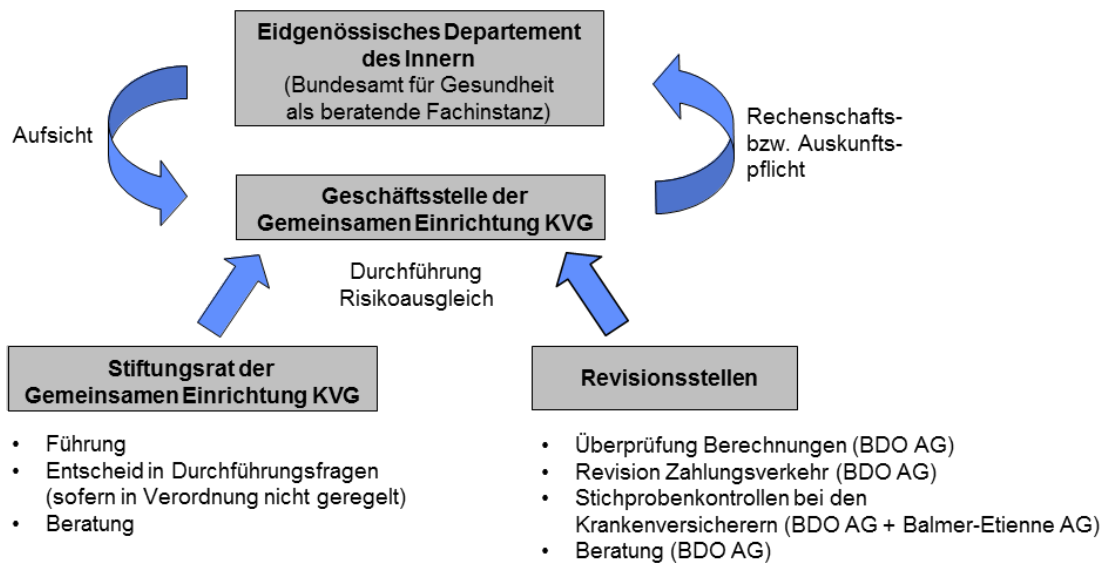 Eidgenössisches Departement
des Innern
(Bundesamt für Gesundheit
als beratende Fachinstanz)
Aufsicht
Rechenschafts-
bzw. Auskunfts-
pflicht
Geschäftsstelle der
Gemeinsamen Einrichtung KVG
Durchführung
Risikoausgleich
Stiftungsrat der
Gemeinsamen Einrichtung KVG
• Führung
• Entscheid in Durchführungsfragen
(sofern in Verordnung nicht geregelt)
• Beratung
Revisionsstellen
• Überprüfung Berechnungen (BDO AG)
• Revision Zahlungsverkehr (BDO AG)
• Stichprobenkontrollen bei den
Krankenversicherern (BDO AG + Balmer-Etienne AG)
• Beratung (BDO AG)